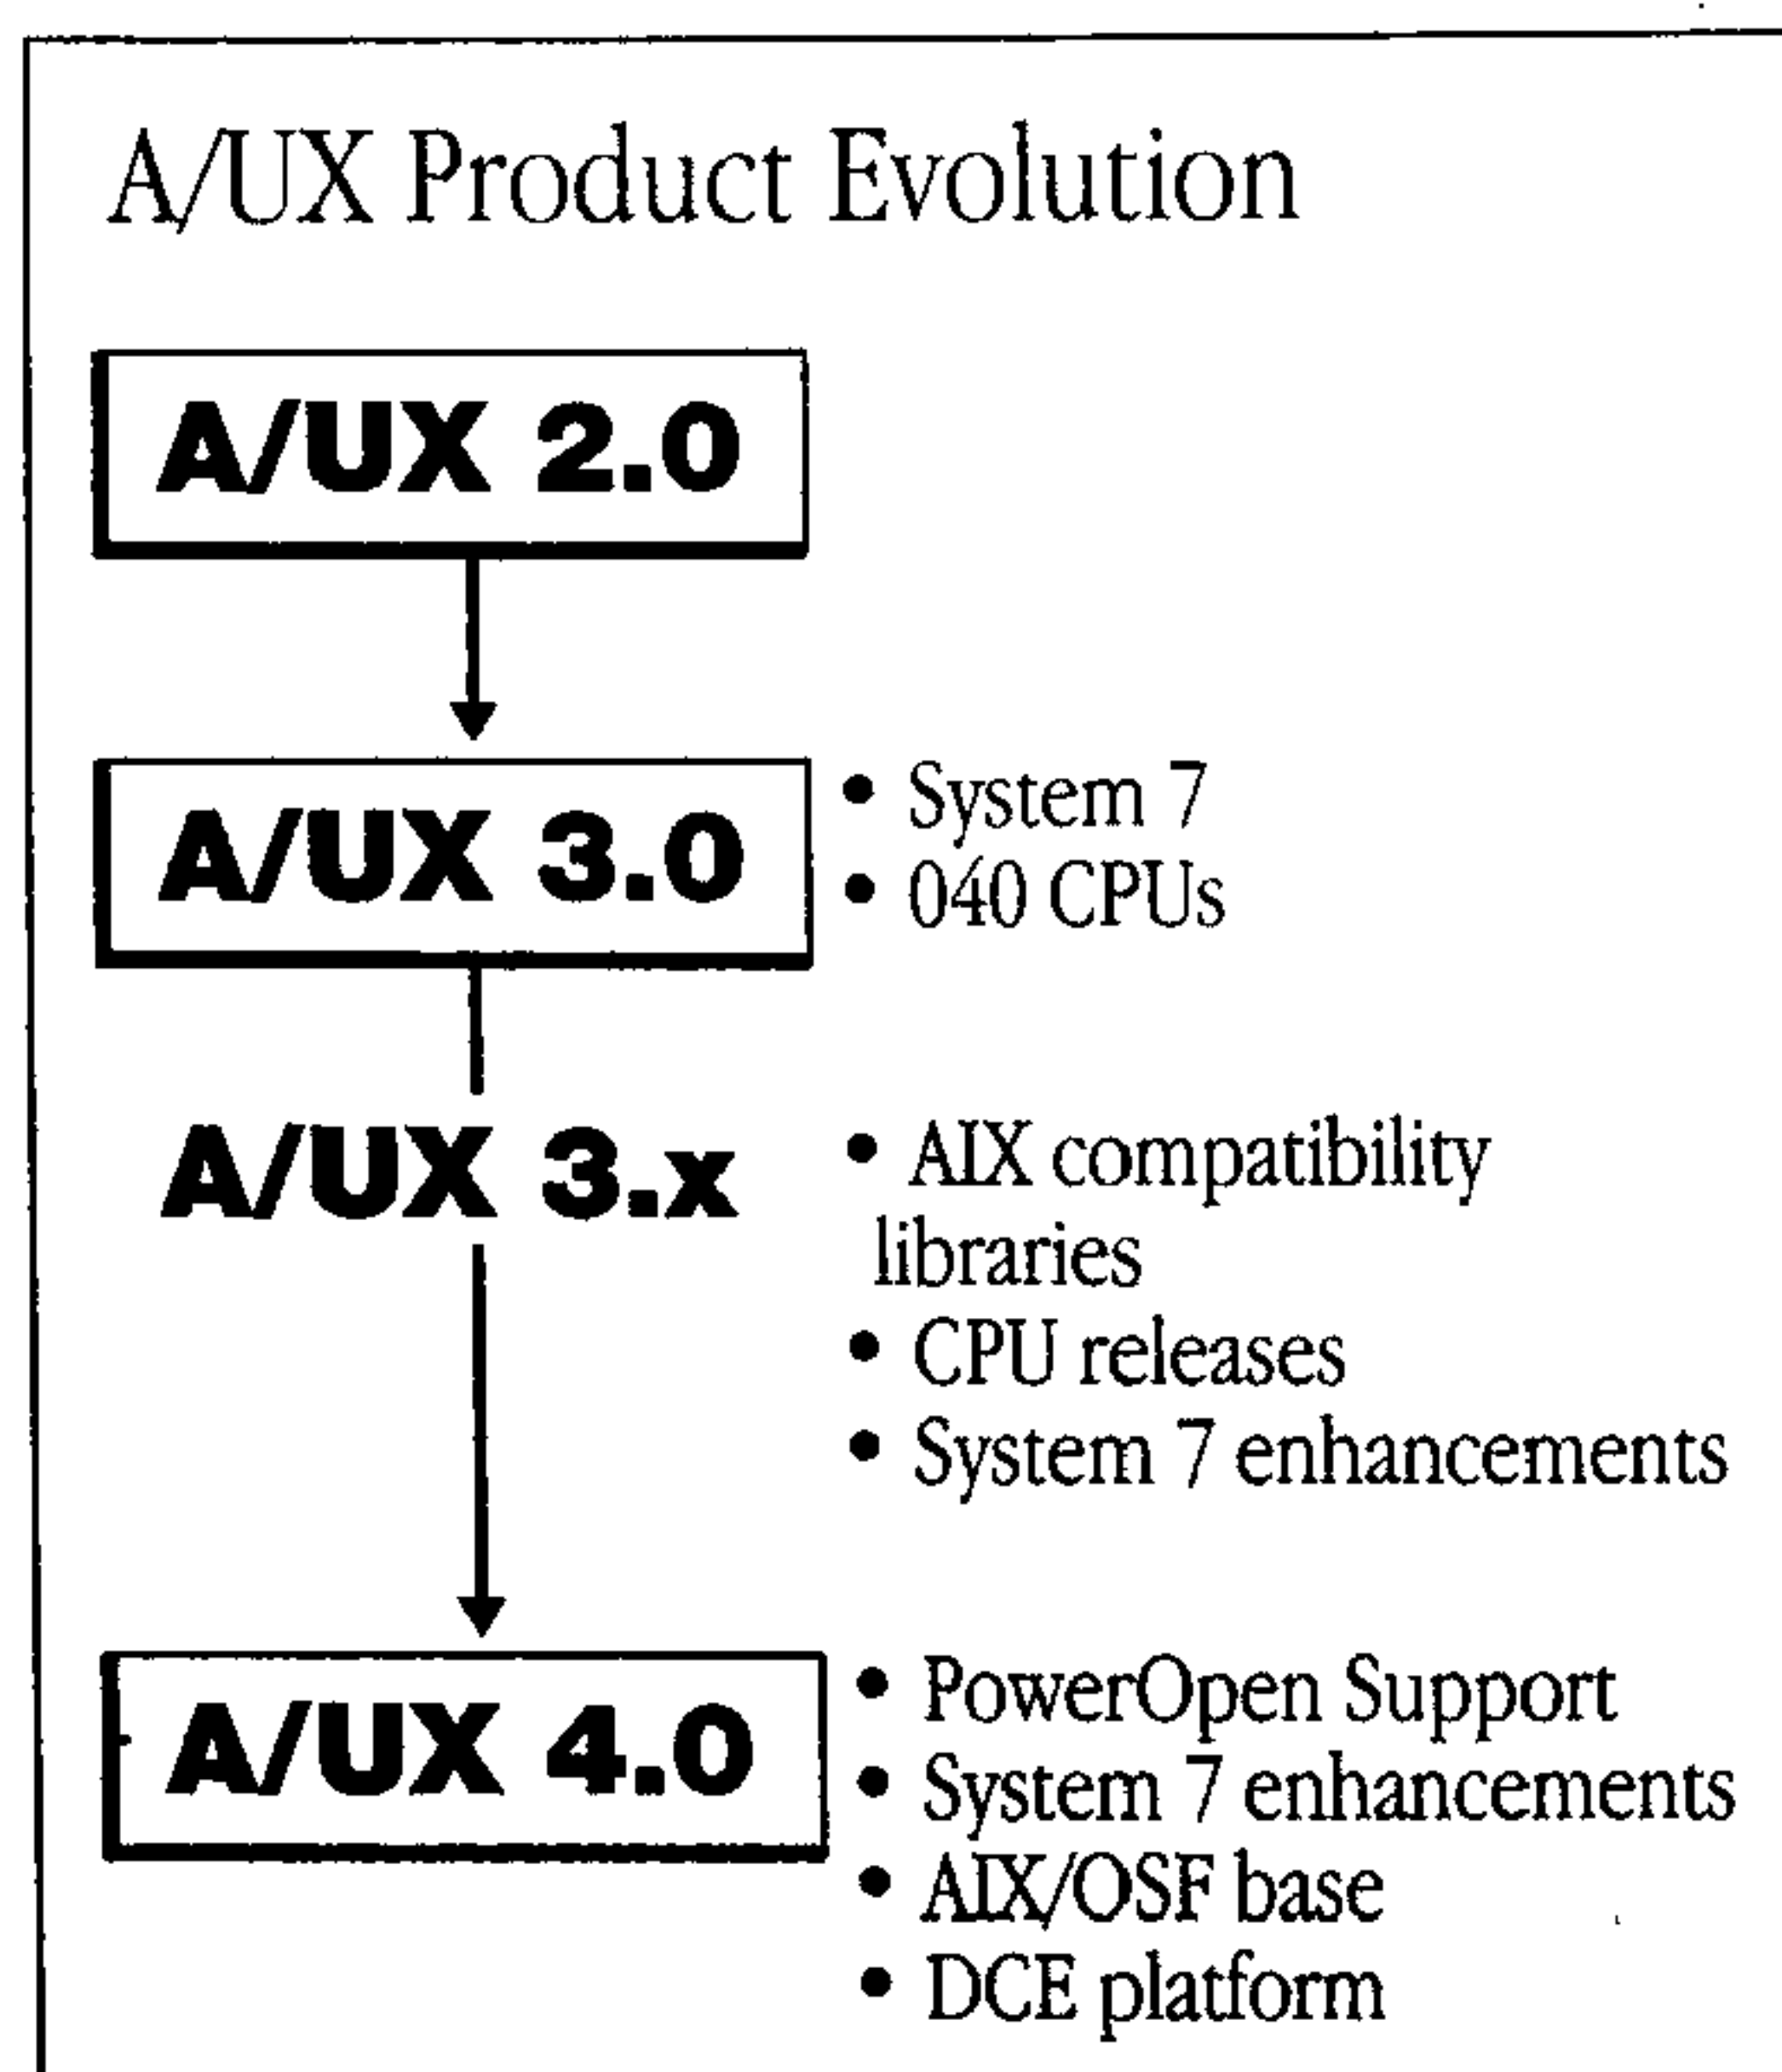 A/UX Product Evolution
A/UX 2.0
A/UX 3.0
• System 7
• 040 CPUs
A/UX 3.x
• AIX compatibility
libraries
• CPU releases
• System 7 enhancements
A/UX 4.0
• PowerOpen Support
• System 7 enhancements
• AIX/OSF base
• DCE platform